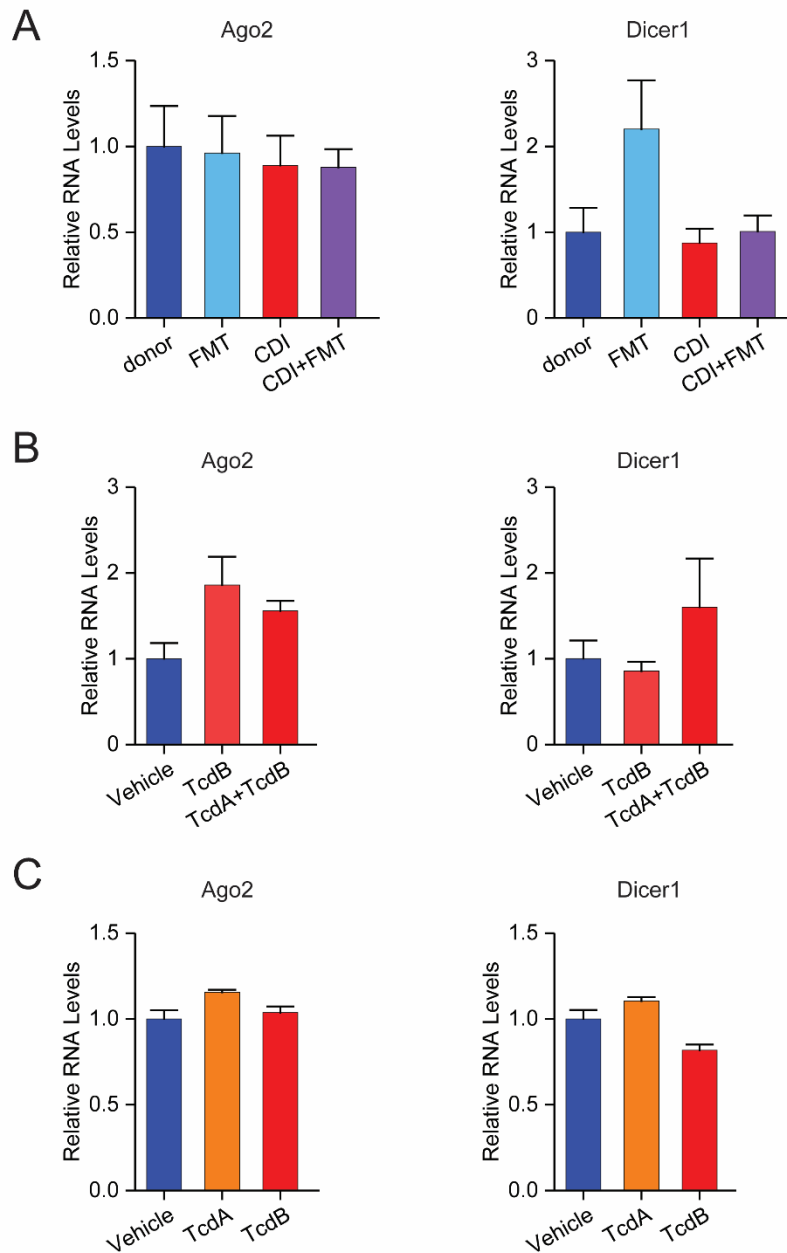 A
Ago2
Relative RNA Levels
1.5
1.0
0.5
0.0
donor
FMT
CDI
CDI+FMT
Dicer1
Relative RNA Levels
3
2
1
0
donor
FMT
CDI
CDI+FMT
B
Ago2
Relative RNA Levels
3
2
1
0
Vehicle
TcdB
TcdA+TcdB
Dicer1
Relative RNA Levels
3
2
1
0
Vehicle
TcdB
TcdA+TcdB
C
Ago2
Relative RNA Levels
1.5
1.0
0.5
0.0
Vehicle
TcdA
TcdB
Dicer1
Relative RNA Levels
1.5
1.0
0.5
0.0
Vehicle
TcdA
TcdB